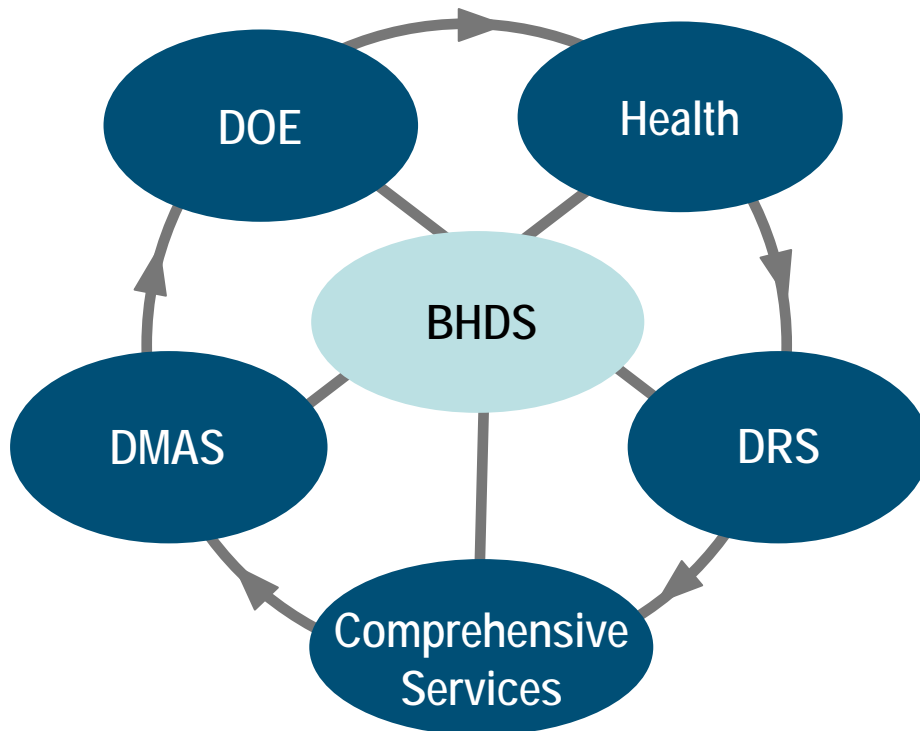 DOE
Health
BHDS
DMAS
DRS
Comprehensive
Services